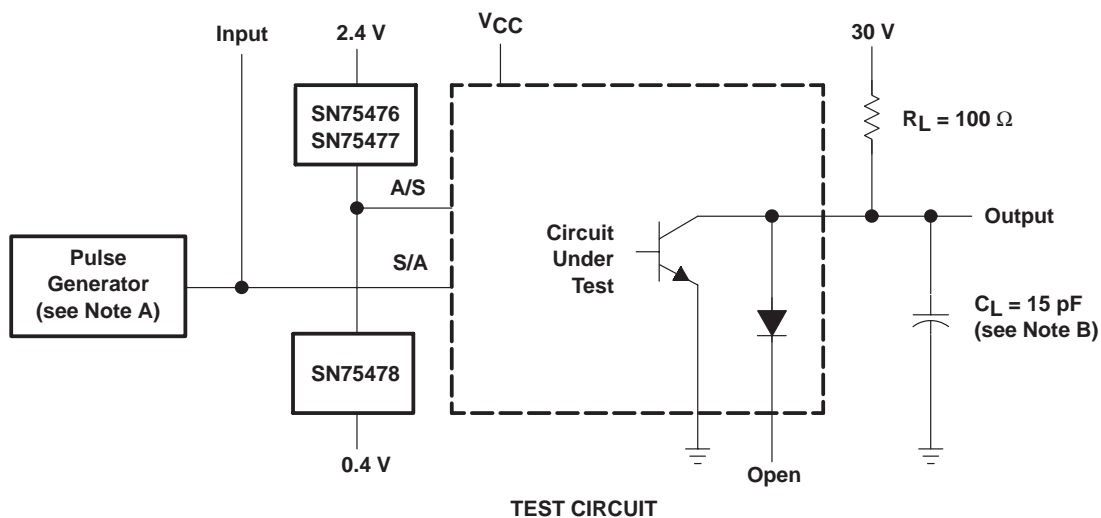 Input
2.4 V
VCC
30 V
SN75476
SN75477
RL = 100 Ω
A/S
Output
Circuit
Under
Test
Pulse
Generator
(see Note A)
S/A
CL = 15 pF
(see Note B)
SN75478
0.4 V
Open
TEST CIRCUIT